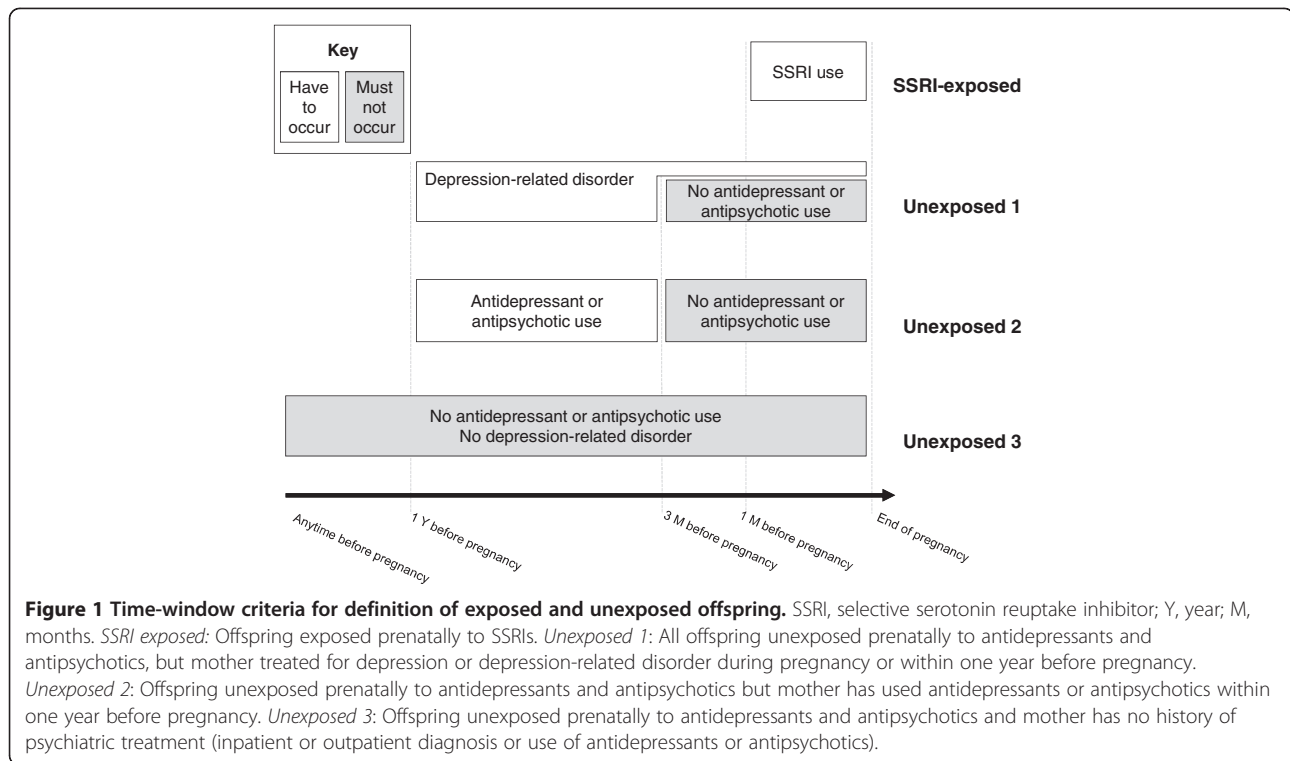 Key
Have
to
occur
Must
not
occur
SSRI use
SSRI-exposed
Depression-related disorder
No antidepressant or
antipsychotic use
Unexposed 1
Antidepressant or
antipsychotic use
No antidepressant or
antipsychotic use
Unexposed 2
No antidepressant or antipsychotic use
No depression-related disorder
Unexposed 3
Anytime before pregnancy
1 Y before pregnancy
3 M before pregnancy
1 M before pregnancy
End of pregnancy
Figure 1 Time-window criteria for definition of exposed and unexposed offspring. SSRI, selective serotonin reuptake inhibitor; Y, year; M,
months. SSRI exposed: Offspring exposed prenatally to SSRIs. Unexposed 1: All offspring unexposed prenatally to antidepressants and
antipsychotics, but mother treated for depression or depression-related disorder during pregnancy or within one year before pregnancy.
Unexposed 2: Offspring unexposed prenatally to antidepressants and antipsychotics but mother has used antidepressants or antipsychotics within
one year before pregnancy. Unexposed 3: Offspring unexposed prenatally to antidepressants and antipsychotics and mother has no history of
psychiatric treatment (inpatient or outpatient diagnosis or use of antidepressants or antipsychotics).